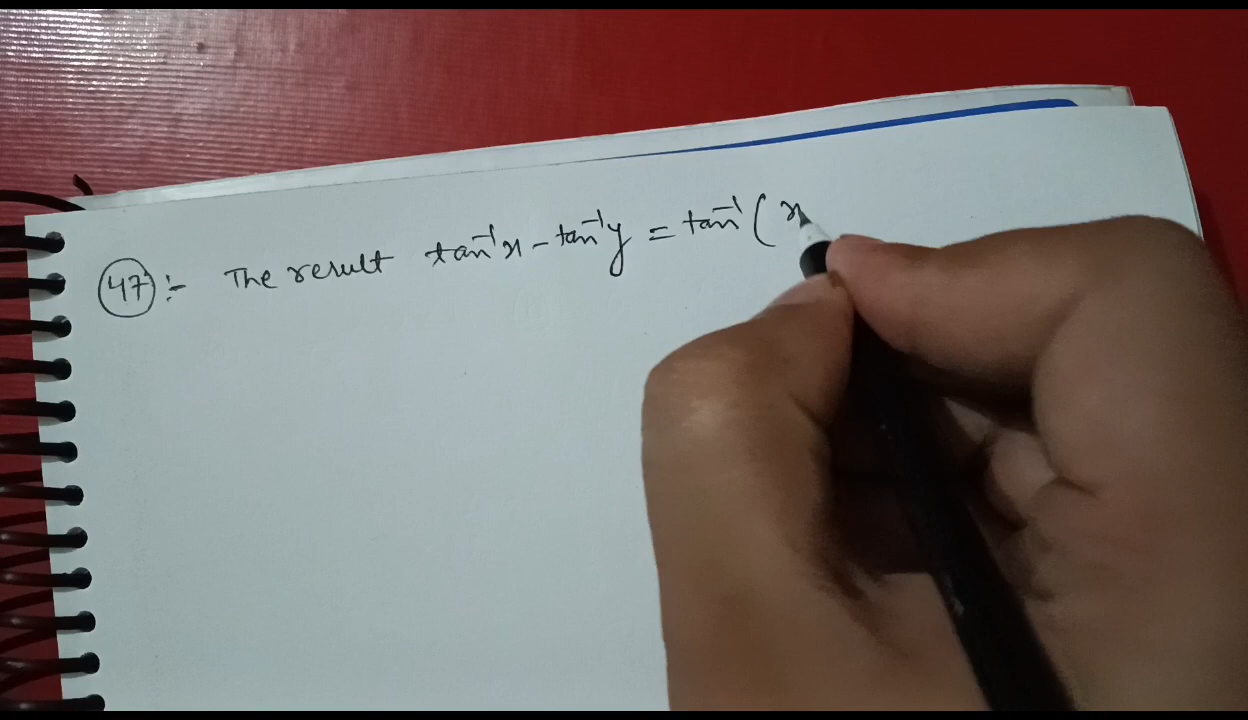 (47):- The result tan⁻¹x - tan⁻¹y = tan⁻¹ ( x